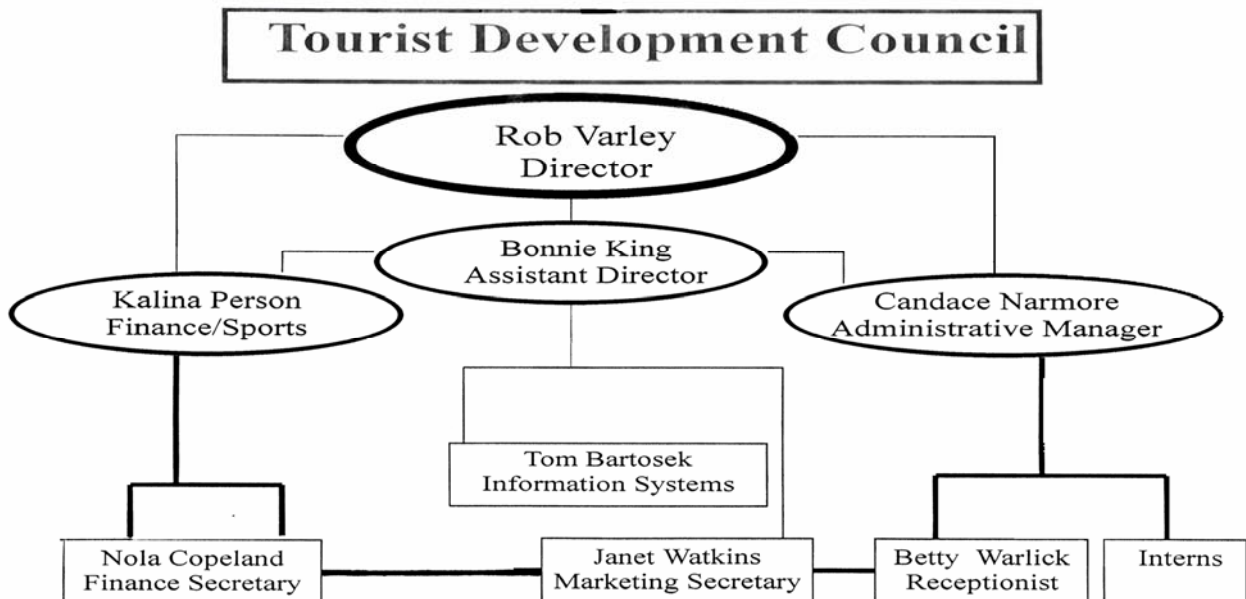 Tourist Development Council
Rob Varley
Director
Bonnie King
Assistant Director
Kalina Person
Finance/Sports
Candace Narmore
Administrative Manager
Tom Bartosek
Information Systems
Nola Copeland
Finance Secretary
Janet Watkins
Marketing Secretary
Betty Warlick
Receptionist
Interns